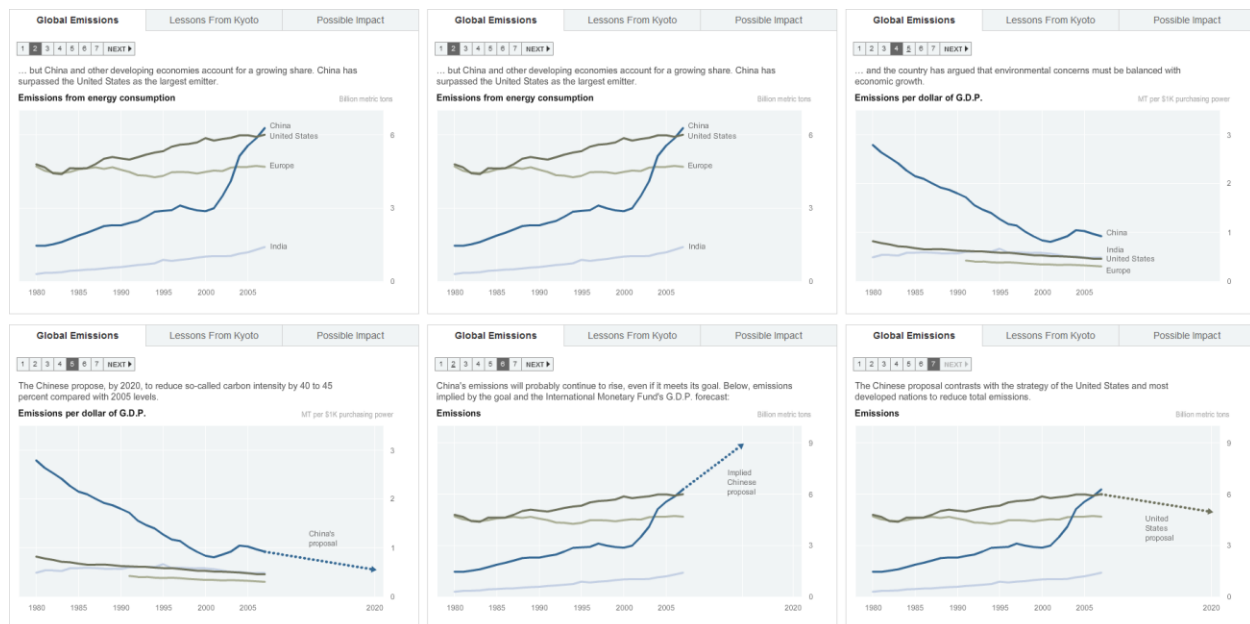 Global Emissions Lessons From Kyoto Possible Impact
1 2 3 4 5 6 7 NEXT
... but China and other developing economies account for a growing share. China has
surpassed the United States as the largest emitter.
Emissions from energy consumption Billion metric tons
China
6
United States
Europe
3
India
0
1980 1985 1990 1995 2000 2005
Global Emissions Lessons From Kyoto Possible Impact
1 2 3 4 5 6 7 NEXT
... but China and other developing economies account for a growing share. China has
surpassed the United States as the largest emitter.
Emissions from energy consumption Billion metric tons
China
6
United States
Europe
3
India
0
1980 1985 1990 1995 2000 2005
Global Emissions Lessons From Kyoto Possible Impact
1 2 3 4 5 6 7 NEXT
... and the country has argued that environmental concerns must be balanced with
economic growth.
Emissions per dollar of G.D.P. MT per $1K purchasing power
3
2
China 1
India
United States
Europe
0
1980 1985 1990 1995 2000 2005
Global Emissions Lessons From Kyoto Possible Impact
1 2 3 4 5 6 7 NEXT
The Chinese propose, by 2020, to reduce so-called carbon intensity by 40 to 45
percent compared with 2005 levels.
Emissions per dollar of G.D.P. MT per $1K purchasing power
3
2
China's
proposal
1
0
1980 1985 1990 1995 2000 2005 2020
Global Emissions Lessons From Kyoto Possible Impact
1 2 3 4 5 6 7 NEXT
China's emissions will probably continue to rise, even if it meets its goal. Below, emissions
implied by the goal and the International Monetary Fund's G.D.P. forecast:
Emissions Billion metric tons
9
Implied
Chinese
proposal
6
3
0
1980 1985 1990 1995 2000 2005 2020
Global Emissions Lessons From Kyoto Possible Impact
1 2 3 4 5 6 7 NEXT
The Chinese proposal contrasts with the strategy of the United States and most
developed nations to reduce total emissions.
Emissions Billion metric tons
9
6
United
States
proposal
3
0
1980 1985 1990 1995 2000 2005 2020